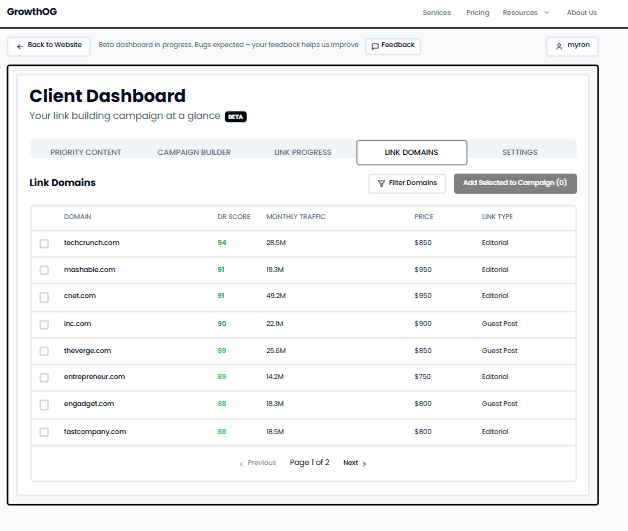 GrowthOG Services Pricing Resources About Us
Back to Website Beta dashboard in progress. Bugs expected – your feedback helps us improve Feedback myron
Client Dashboard
Your link building campaign at a glance BETA
PRIORITY CONTENT CAMPAIGN BUILDER LINK PROGRESS LINK DOMAINS SETTINGS
Link Domains Filter Domains Add Selected to Campaign (0)
DOMAIN DR SCORE MONTHLY TRAFFIC PRICE LINK TYPE
techcrunch.com 94 28.5M $850 Editorial
mashable.com 91 19.3M $950 Editorial
cnet.com 91 49.2M $950 Editorial
inc.com 90 22.1M $900 Guest Post
theverge.com 89 25.6M $850 Guest Post
entrepreneur.com 89 14.2M $750 Editorial
engadget.com 88 18.3M $800 Guest Post
fastcompany.com 88 18.5M $800 Editorial
Previous Page 1 of 2 Next